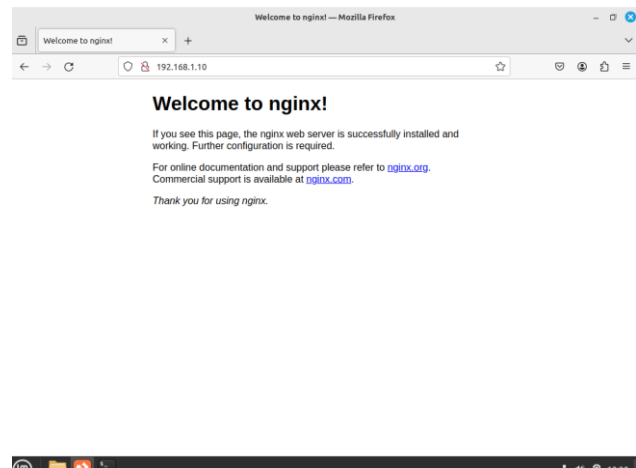 Welcome to nginx! — Mozilla Firefox
Welcome to nginx!
192.168.1.10
Welcome to nginx!
If you see this page, the nginx web server is successfully installed and
working. Further configuration is required.
For online documentation and support please refer to nginx.org.
Commercial support is available at nginx.com.
Thank you for using nginx.